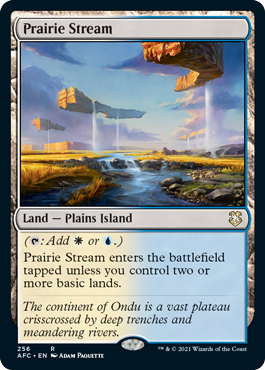 Prairie Stream
Land — Plains Island
(T: Add W or U.)
Prairie Stream enters the battlefield
tapped unless you control two or
more basic lands.
The continent of Ondu is a vast plateau
crisscrossed by deep trenches and
meandering rivers.
256 R
AFC • EN Adam Paquette
™ & © 2021 Wizards of the Coast